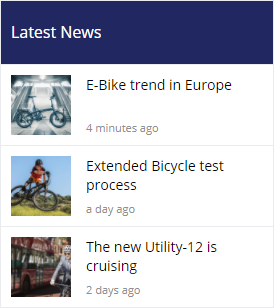 Latest News
E-Bike trend in Europe
4 minutes ago
Extended Bicycle test
process
a day ago
The new Utility-12 is
cruising
2 days ago